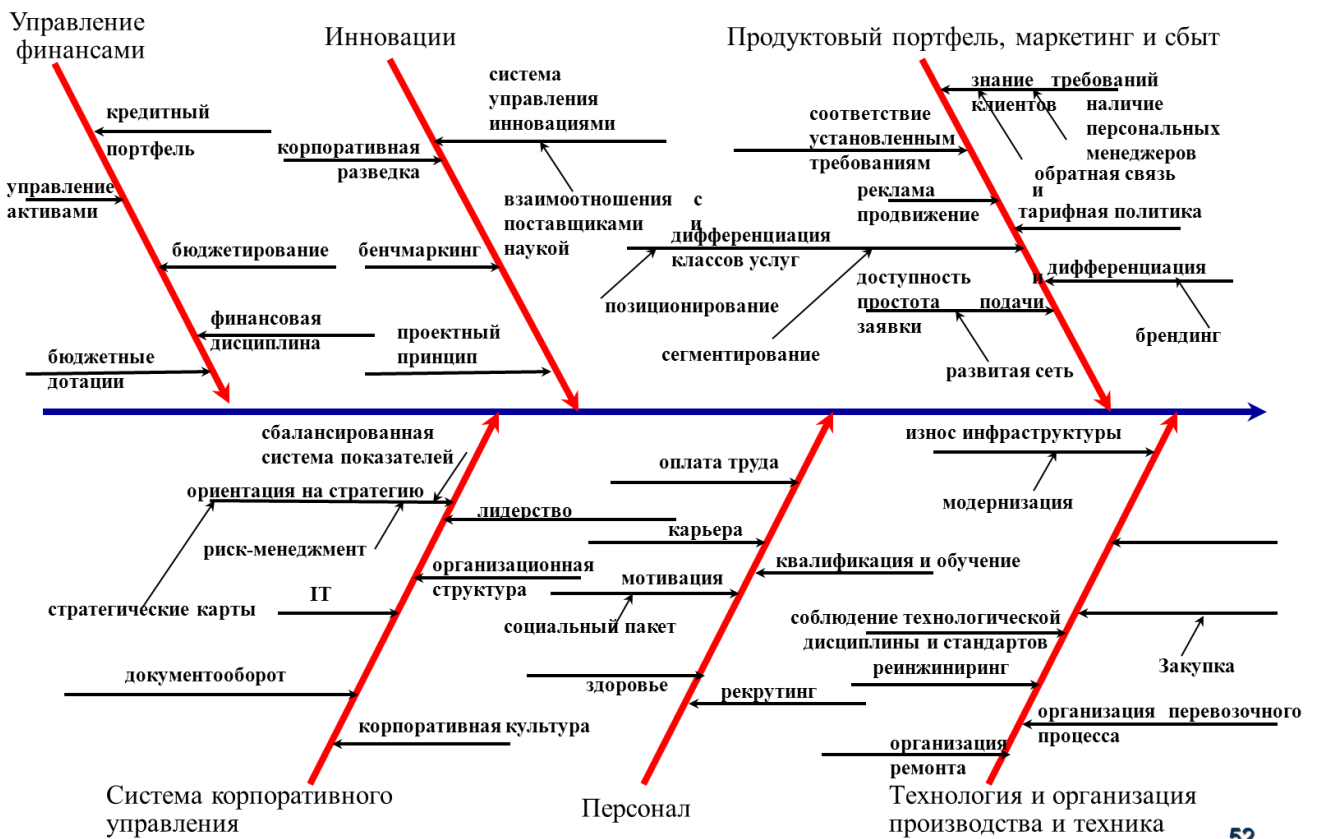 Управление
финансами
Инновации
Продуктовый портфель, маркетинг и сбыт
кредитный
портфель
управление
активами
бюджетирование
финансовая
дисциплина
бюджетные
дотации
система
управления
инновациями
корпоративная
разведка
взаимоотношения с
поставщиками и
наукой
бенчмаркинг
проектный
принцип
знание требований
клиентов
наличие
персональных
менеджеров
соответствие
установленным
требованиям
обратная связь
реклама и
продвижение
тарифная политика
дифференциация
классов услуг
позиционирование
сегментирование
доступность и
простота подачи
заявки
дифференциация
брендинг
развитая сеть
сбалансированная
система показателей
ориентация на стратегию
лидерство
риск-менеджмент
организационная
структура
IT
стратегические карты
документооборот
корпоративная культура
оплата труда
карьера
квалификация и обучение
мотивация
социальный пакет
здоровье
рекрутинг
износ инфраструктуры
модернизация
соблюдение технологической
дисциплины и стандартов
реинжиниринг
Закупка
организация перевозочного
процесса
организация
ремонта
Система корпоративного
управления
Персонал
Технология и организация
производства и техника
52